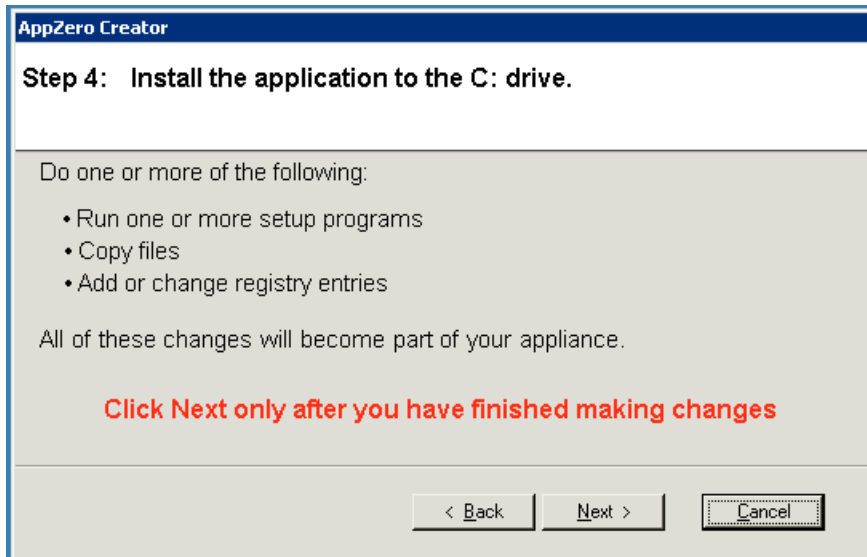 AppZero Creator
Step 4: Install the application to the C: drive.
Do one or more of the following:
• Run one or more setup programs
• Copy files
• Add or change registry entries
All of these changes will become part of your appliance.
Click Next only after you have finished making changes
< Back Next > Cancel